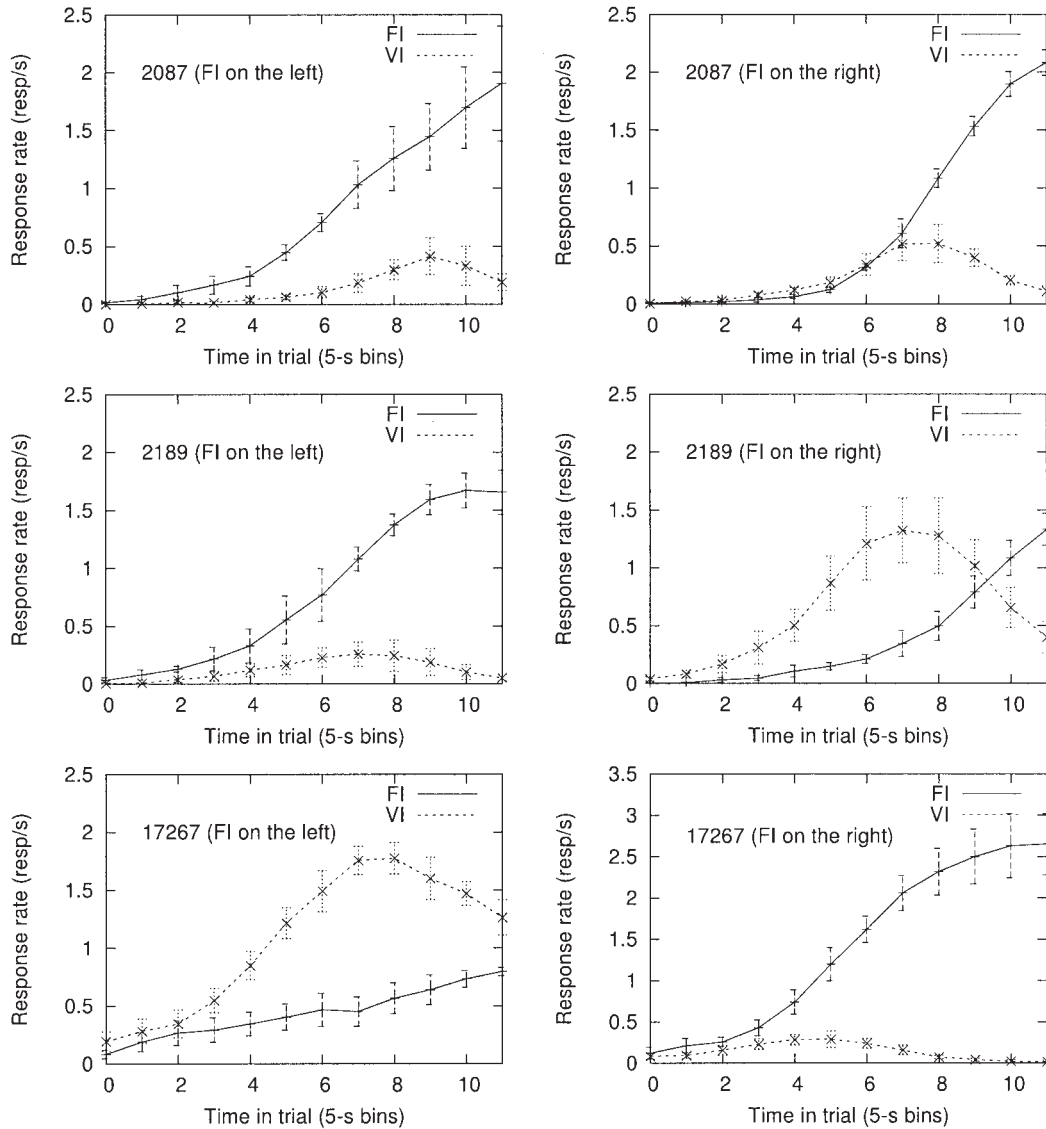 2.5
2
1.5
1
0.5
0
0 2 4 6 8 10
Response rate (resp/s)
Time in trial (5-s bins)
2087 (FI on the left)
FI
VI
2.5
2
1.5
1
0.5
0
0 2 4 6 8 10
Response rate (resp/s)
Time in trial (5-s bins)
2087 (FI on the right)
FI
VI
2.5
2
1.5
1
0.5
0
0 2 4 6 8 10
Response rate (resp/s)
Time in trial (5-s bins)
2189 (FI on the left)
FI
VI
2.5
2
1.5
1
0.5
0
0 2 4 6 8 10
Response rate (resp/s)
Time in trial (5-s bins)
2189 (FI on the right)
FI
VI
2.5
2
1.5
1
0.5
0
0 2 4 6 8 10
Response rate (resp/s)
Time in trial (5-s bins)
17267 (FI on the left)
FI
VI
3.5
3
2.5
2
1.5
1
0.5
0
0 2 4 6 8 10
Response rate (resp/s)
Time in trial (5-s bins)
17267 (FI on the right)
FI
VI